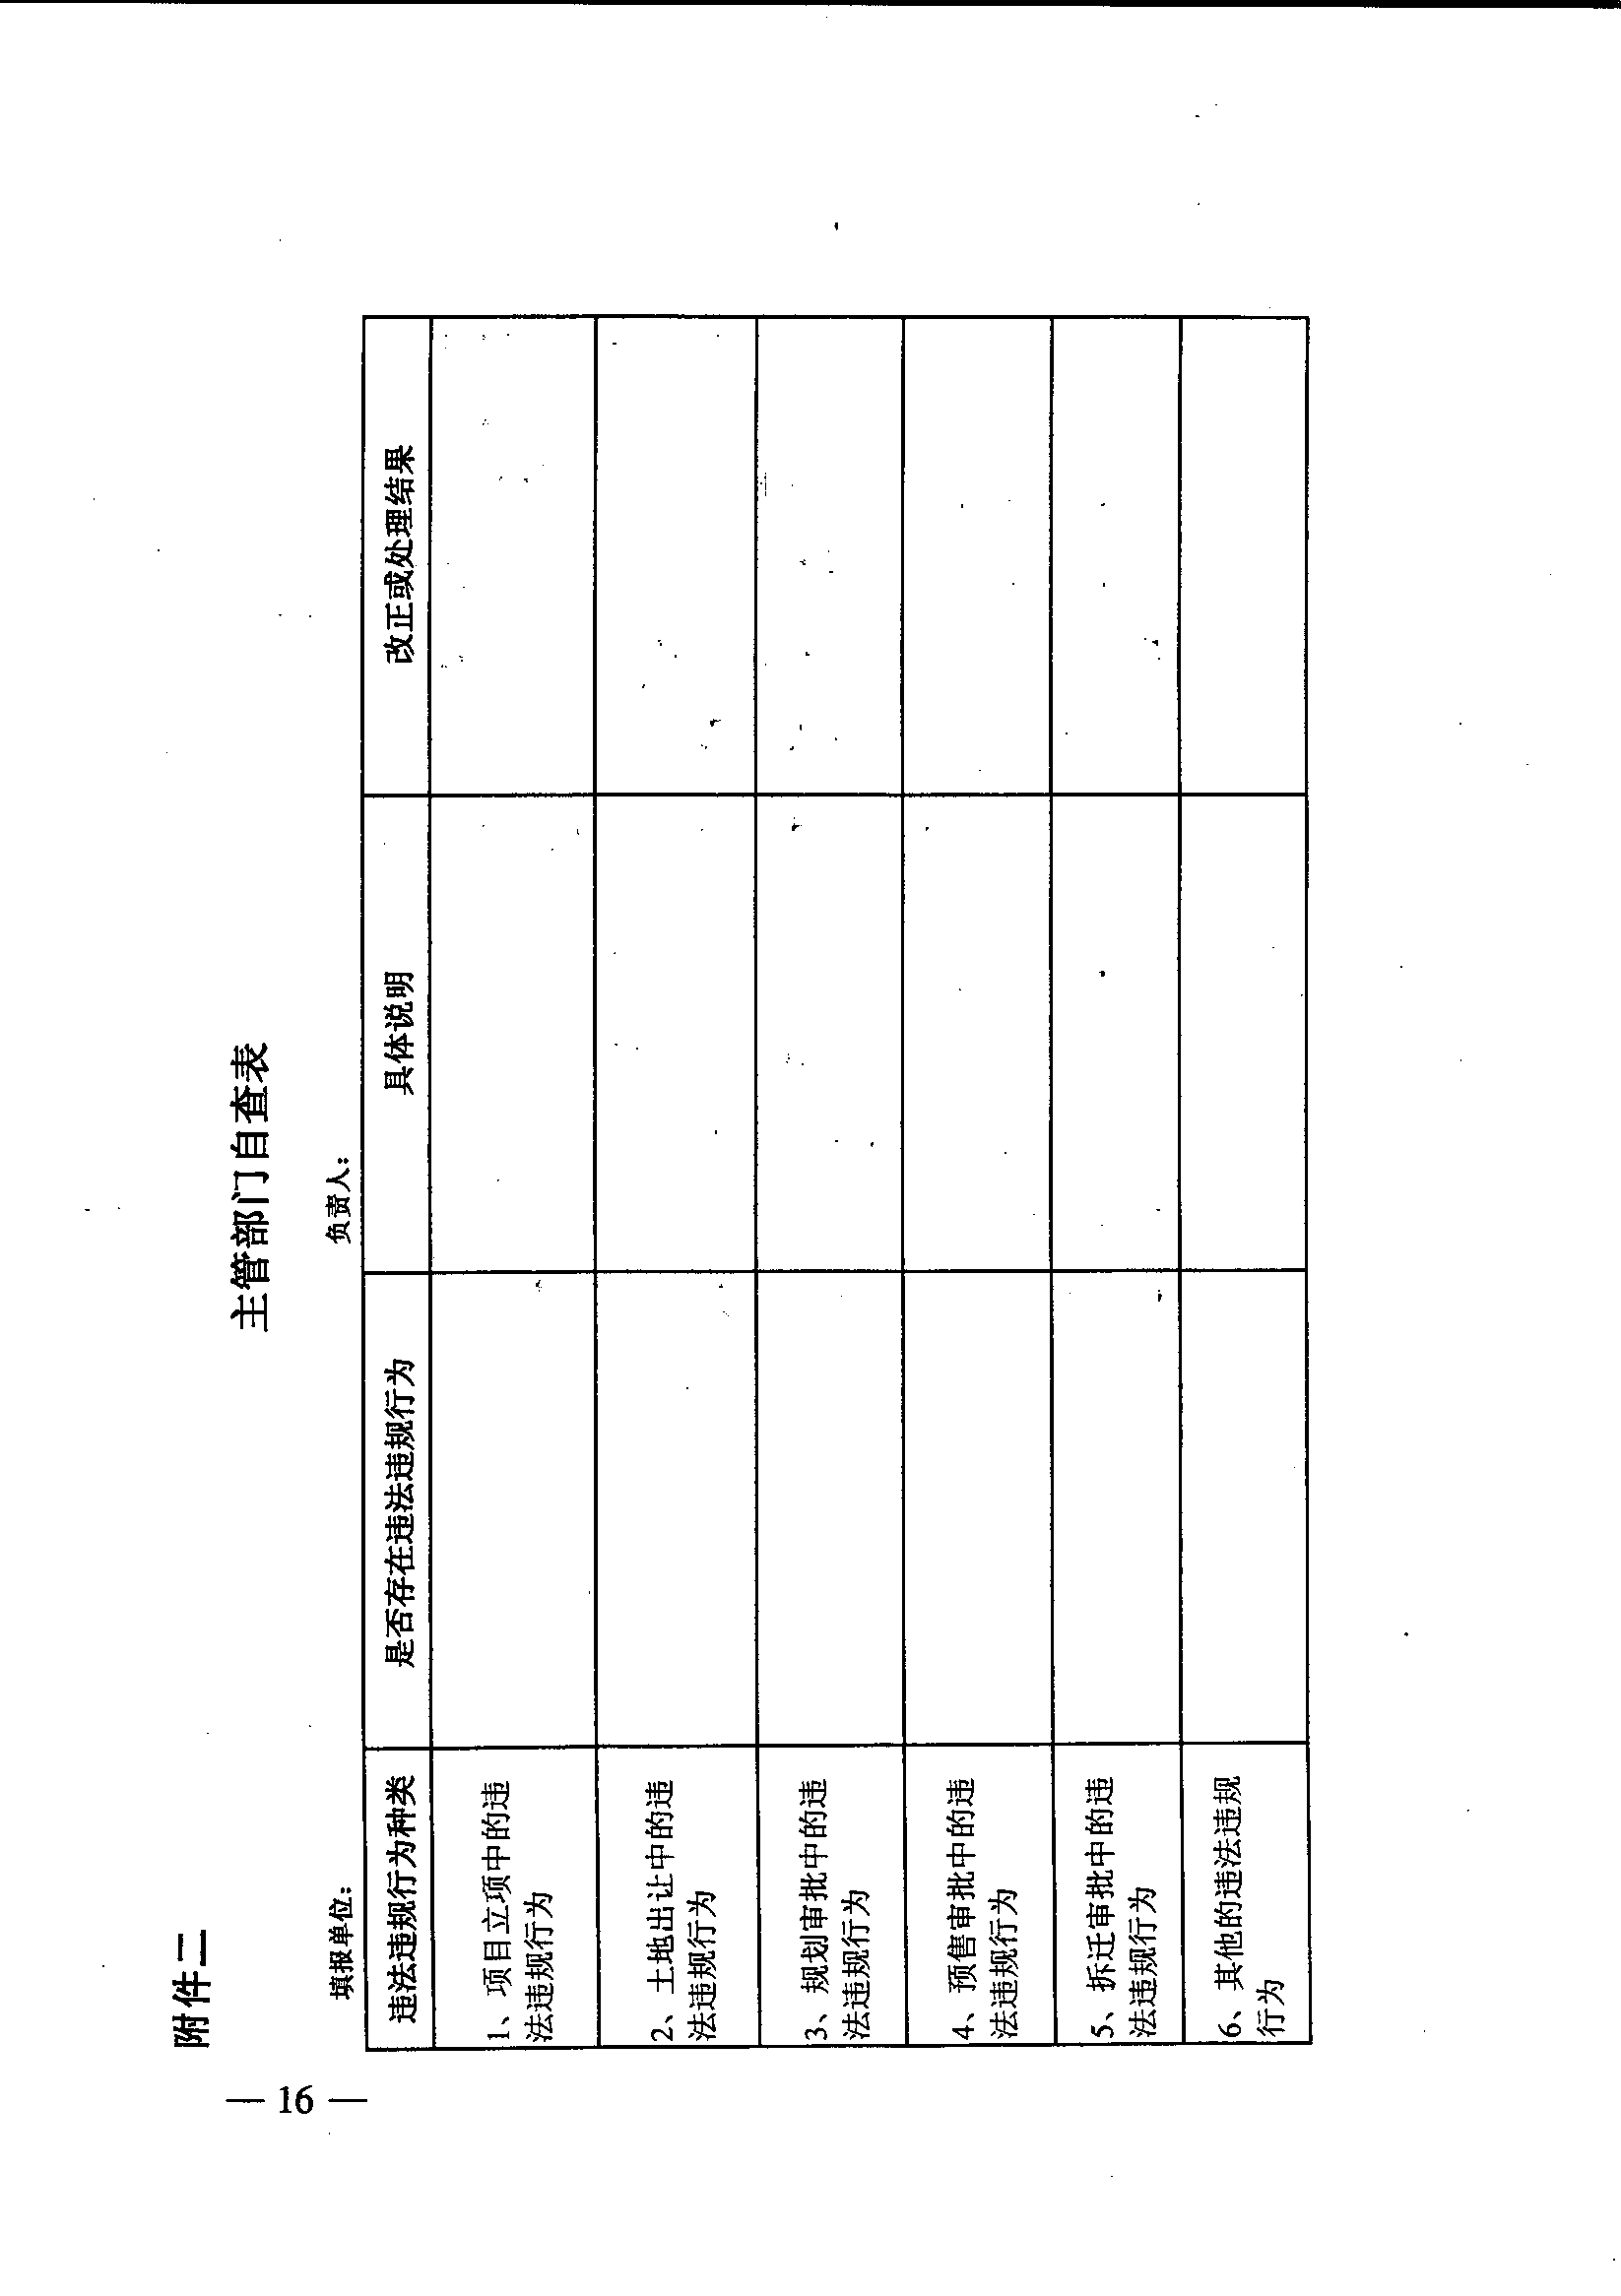 附件二
主管部门自查表
填报单位： 负责人：
违法违规行为种类 是否存在违法违规行为 具体说明 改正或处理结果
1、项目立项中的违
法违规行为
2、土地出让中的违
法违规行为
3、规划审批中的违
法违规行为
4、预售审批中的违
法违规行为
5、拆迁审批中的违
法违规行为
6、其他的违法违规
行为
— 16 —